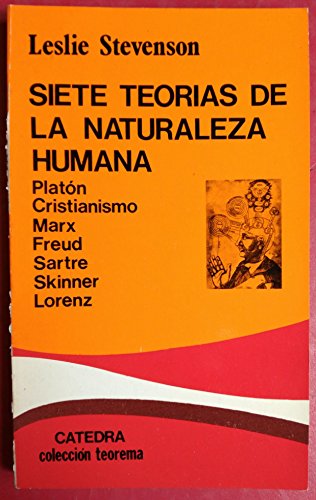 Leslie Stevenson
SIETE TEORIAS DE
LA NATURALEZA
HUMANA
Platón
Cristianismo
Marx
Freud
Sartre
Skinner
Lorenz
CATEDRA
colección teorema